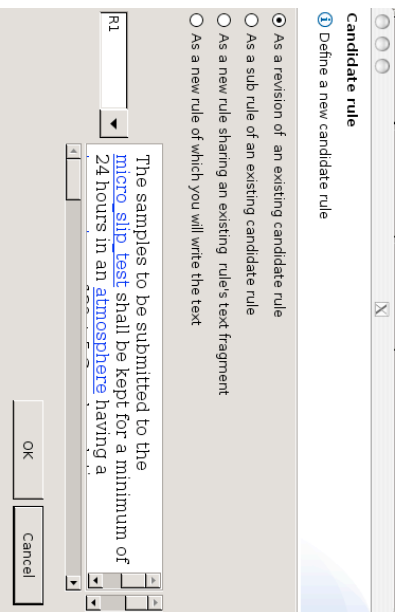 Candidate rule
Define a new candidate rule
As a revision of an existing candidate rule
As a sub rule of an existing candidate rule
As a new rule sharing an existing rule's text fragment
As a new rule of which you will write the text
R1
The samples to be submitted to the
micro_slip_test shall be kept for a minimum of
24 hours in an atmosphere having a
OK
Cancel